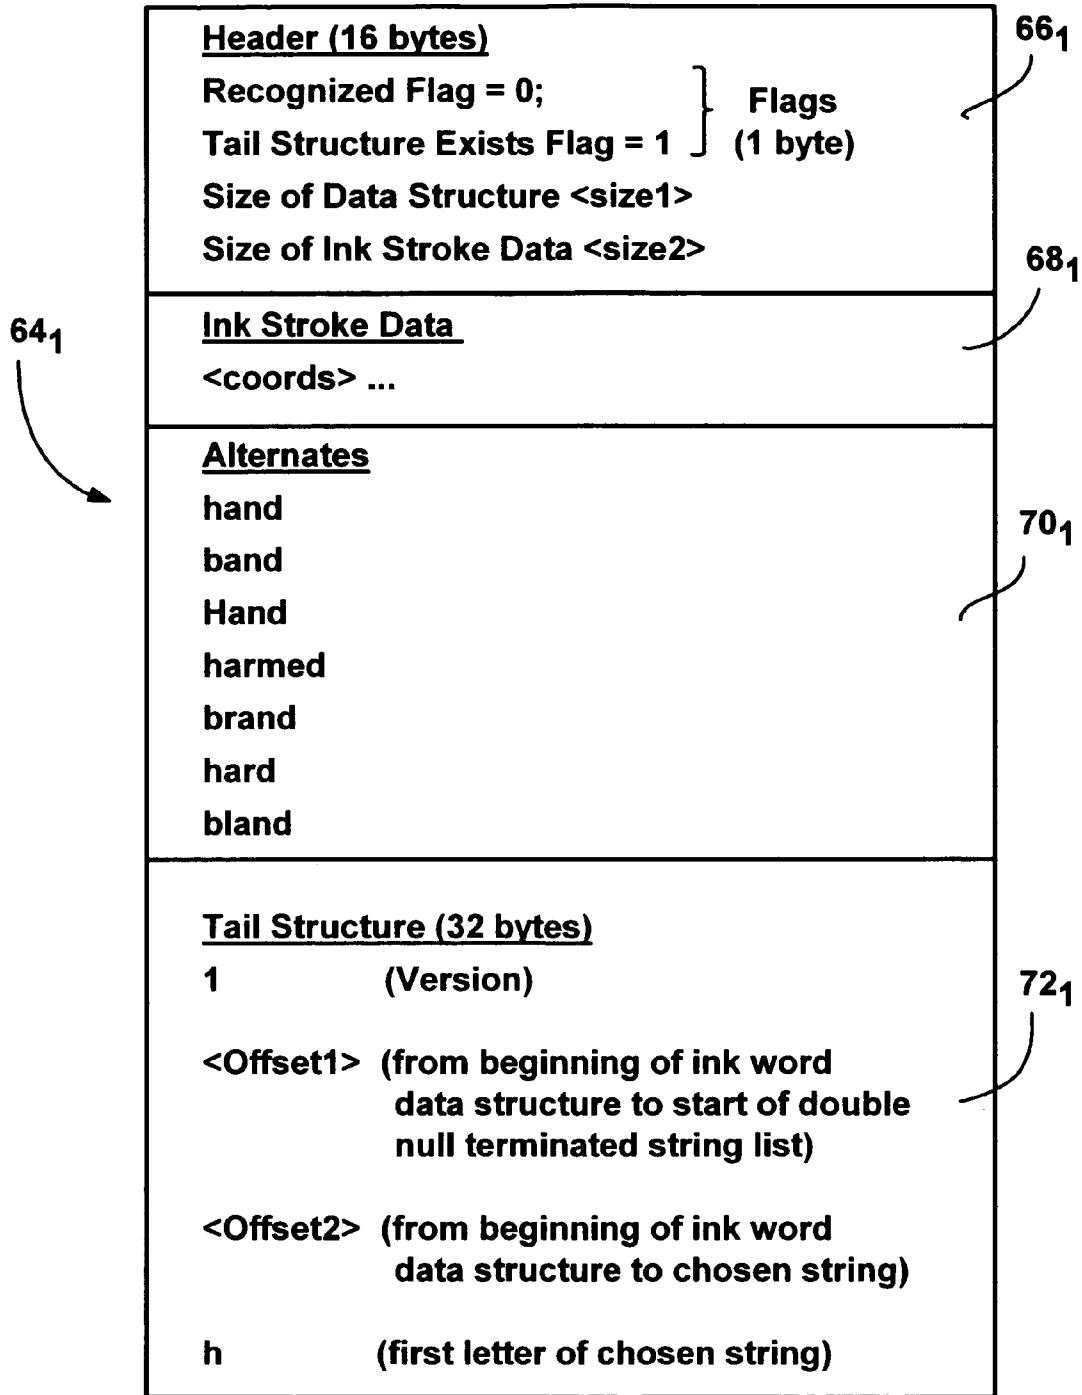 Header (16 bytes)
Recognized Flag = 0;
Tail Structure Exists Flag = 1
Flags
(1 byte)
Size of Data Structure <size1>
Size of Ink Stroke Data <size2>
66₁
Ink Stroke Data
<coords> ...
68₁
64₁
Alternates
hand
band
Hand
harmed
brand
hard
bland
70₁
Tail Structure (32 bytes)
1 (Version)
<Offset1> (from beginning of ink word
data structure to start of double
null terminated string list)
<Offset2> (from beginning of ink word
data structure to chosen string)
h (first letter of chosen string)
72₁